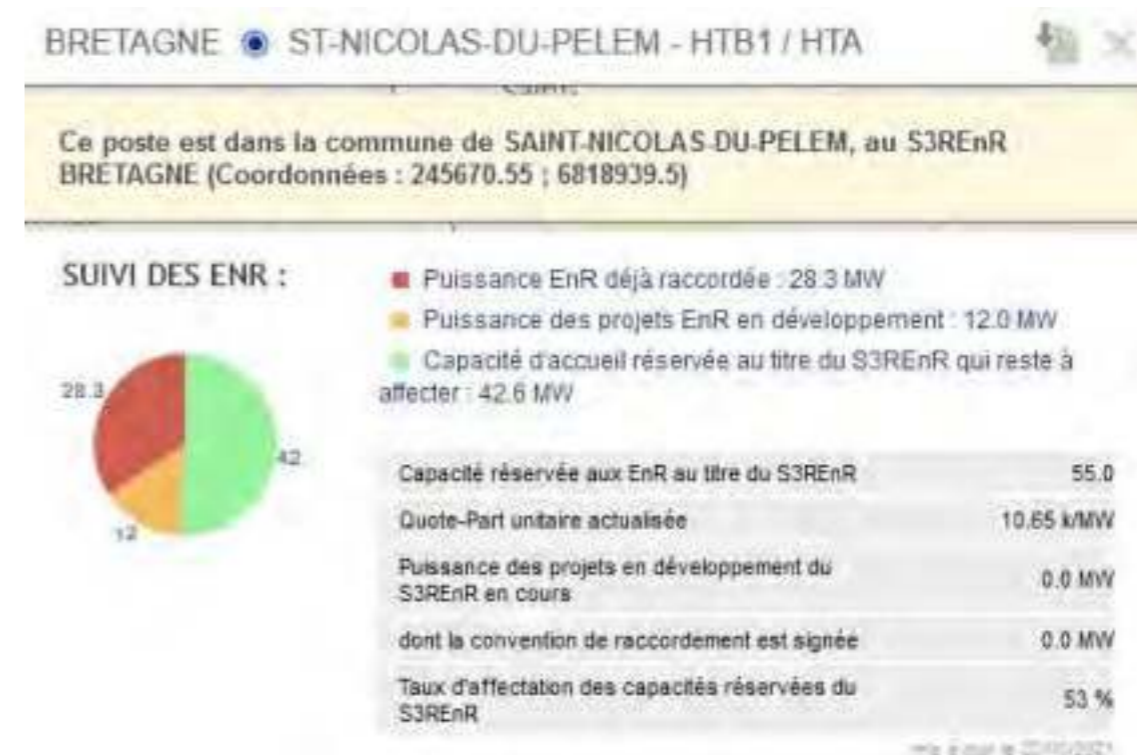 BRETAGNE ST-NICOLAS-DU-PELEM - HTB1 / HTA
Ce poste est dans la commune de SAINT-NICOLAS-DU-PELEM, au S3REnR
BRETAGNE (Coordonnées : 245670.55 ; 6818939.5)
SUIVI DES ENR :
28.3
42
12
Puissance EnR déjà raccordée : 28.3 MW
Puissance des projets EnR en développement : 12.0 MW
Capacité d'accueil réservée au titre du S3REnR qui reste à
affecter : 42.6 MW
Capacité réservée aux EnR au titre du S3REnR 55.0
Quote-Part unitaire actualisée 10.65 k/MW
Puissance des projets en développement du
S3REnR en cours 0.0 MW
dont la convention de raccordement est signée 0.0 MW
Taux d'affectation des capacités réservées du
S3REnR 53 %